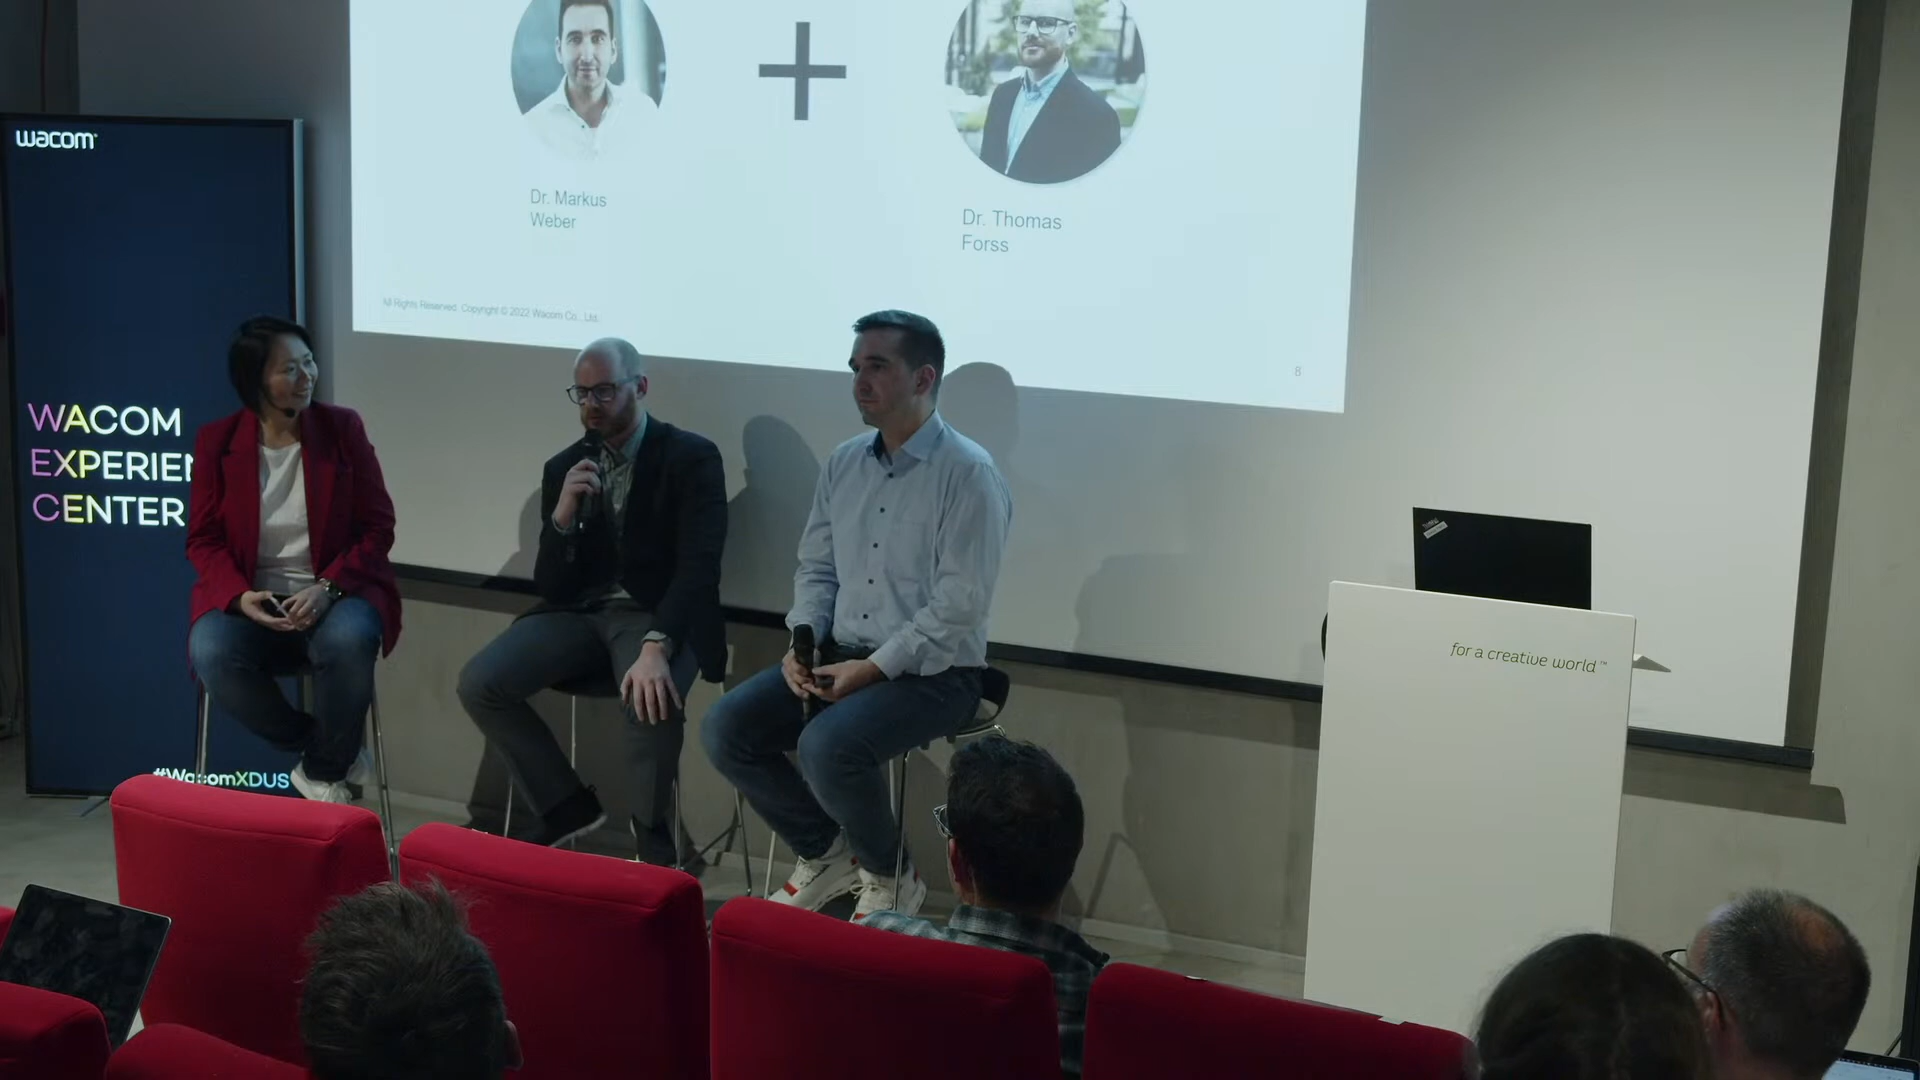 Dr. Markus
Weber
Dr. Thomas
Forss
All Rights Reserved. Copyright © 2022 Wacom Co., Ltd.
8
wacom®
WACOM
EXPERIEN
CENTER
#WacomXDUS
for a creative world™